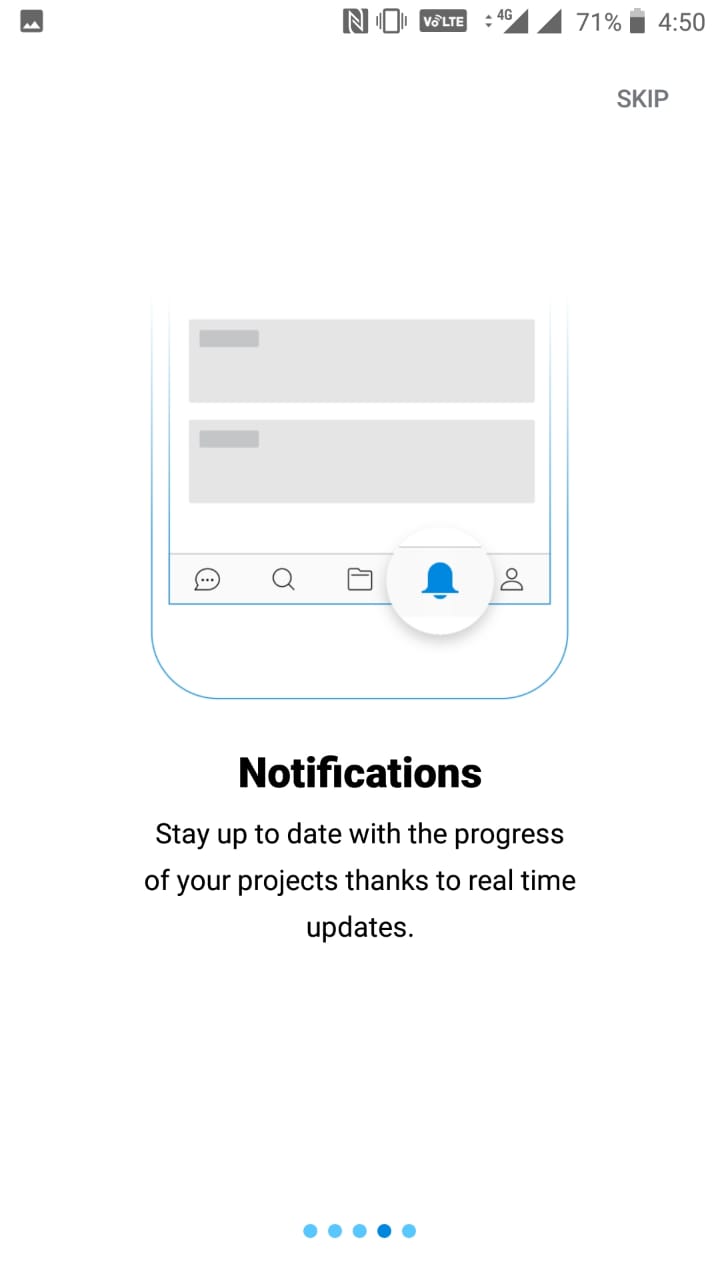 VoLTE 4G 71% 4:50
SKIP
Notifications
Stay up to date with the progress
of your projects thanks to real time
updates.